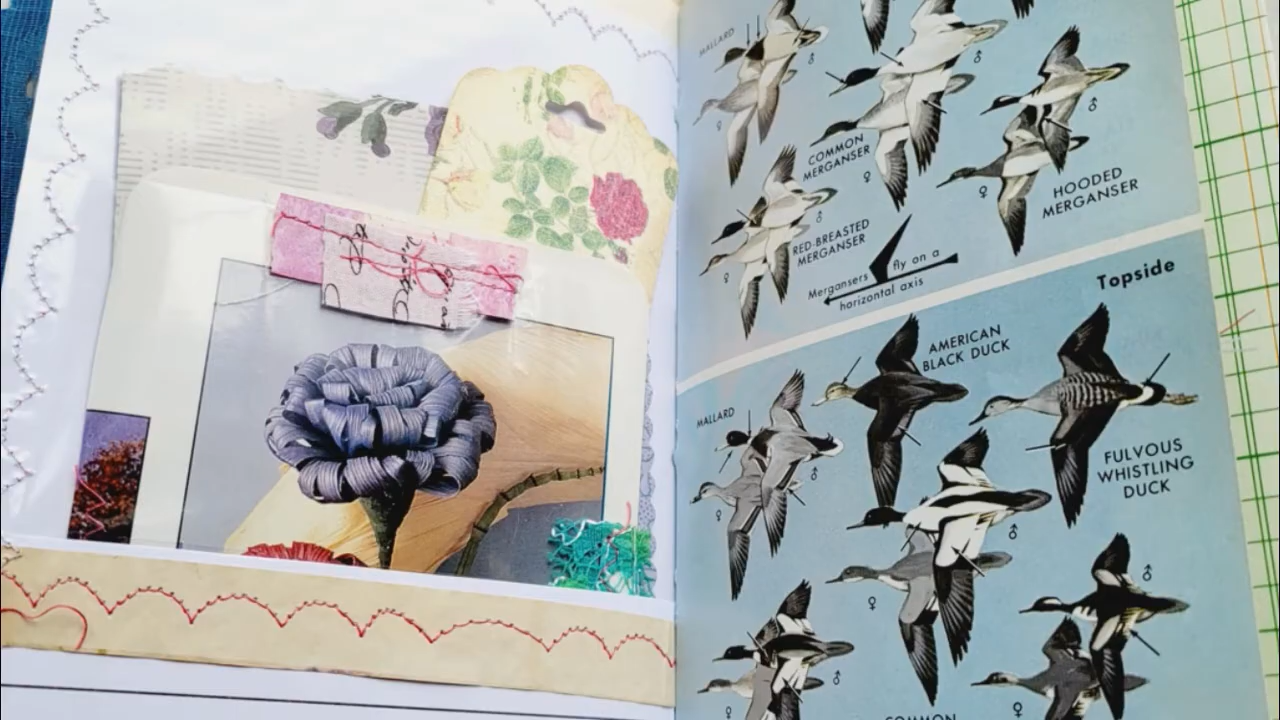 MALLARD
♂
♀
♂
COMMON
MERGANSER
♀
♂
HOODED
MERGANSER
♀
♂
RED-BREASTED
MERGANSER
♀
Mergansers fly on a
horizontal axis
Topside
AMERICAN
BLACK DUCK
MALLARD
♂
♀
FULVOUS
WHISTLING
DUCK
♂
♀
♂
♂
♀
♀
COMMON